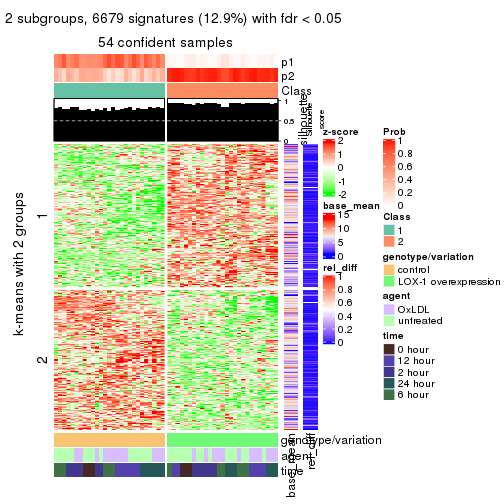 2 subgroups, 6679 signatures (12.9%) with fdr < 0.05
54 confident samples
p1
p2
Class
1
0.5
0
silhouette
Silhouette
score
k-means with 2 groups
1
2
genotype/variation
agent
time
base_mean
rel_diff
z-score
2
1
0
-1
-2
base_mean
15
10
5
0
rel_diff
1
0.8
0.6
0.4
0.2
0
Prob
1
0.8
0.6
0.4
0.2
0
Class
1
2
genotype/variation
control
LOX-1 overexpression
agent
OxLDL
untreated
time
0 hour
12 hour
2 hour
24 hour
6 hour